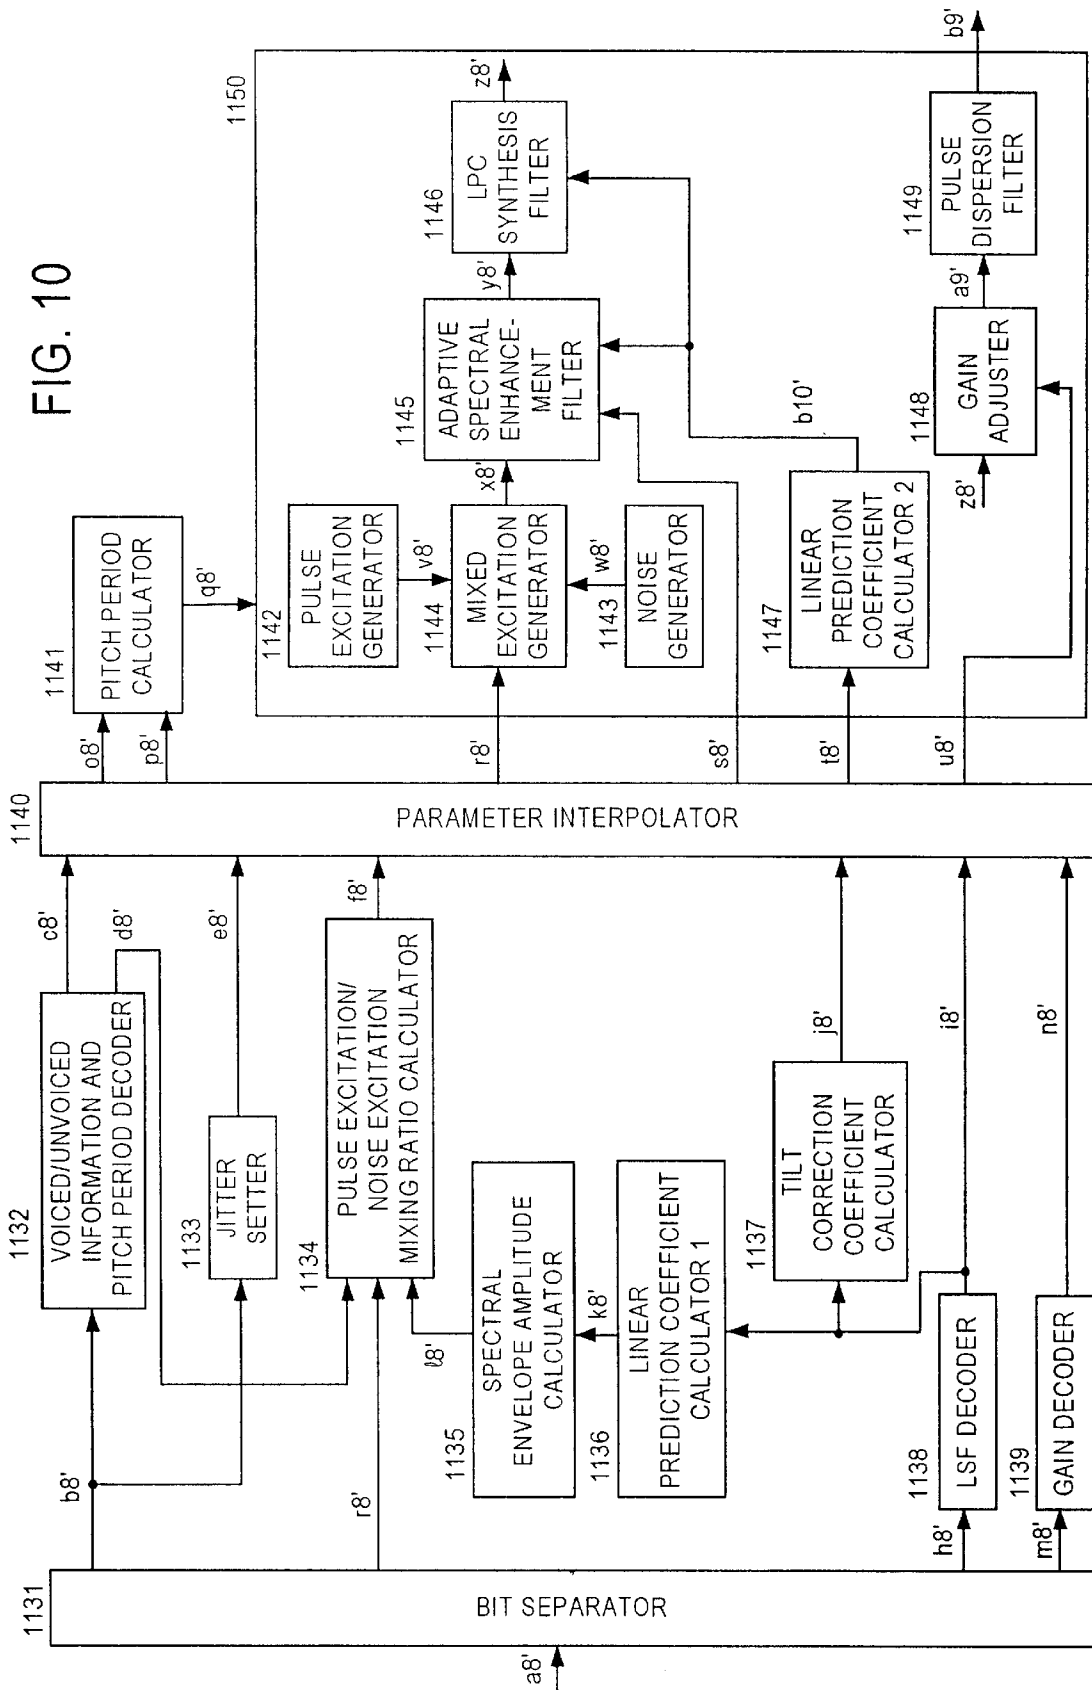 FIG. 10
a8'
1131
BIT SEPARATOR
b8'
r8'
h8'
m8'
1132
VOICED/UNVOICED
INFORMATION AND
PITCH PERIOD DECODER
c8'
d8'
1133
JITTER
SETTER
e8'
1134
PULSE EXCITATION/
NOISE EXCITATION
MIXING RATIO CALCULATOR
f8'
ℓ8'
1135
SPECTRAL
ENVELOPE AMPLITUDE
CALCULATOR
k8'
1136
LINEAR
PREDICTION COEFFICIENT
CALCULATOR 1
1137
TILT
CORRECTION
COEFFICIENT
CALCULATOR
j8'
1138
LSF DECODER
i8'
1139
GAIN DECODER
n8'
1140
PARAMETER INTERPOLATOR
o8'
p8'
r8'
s8'
t8'
u8'
1141
PITCH PERIOD
CALCULATOR
q8'
1150
1142
PULSE
EXCITATION
GENERATOR
v8'
1144
MIXED
EXCITATION
GENERATOR
w8'
1143
NOISE
GENERATOR
x8'
1145
ADAPTIVE
SPECTRAL
ENHANCE-
MENT
FILTER
y8'
1146
LPC
SYNTHESIS
FILTER
z8'
1147
LINEAR
PREDICTION
COEFFICIENT
CALCULATOR 2
b10'
z8'
1148
GAIN
ADJUSTER
a9'
1149
PULSE
DISPERSION
FILTER
b9'